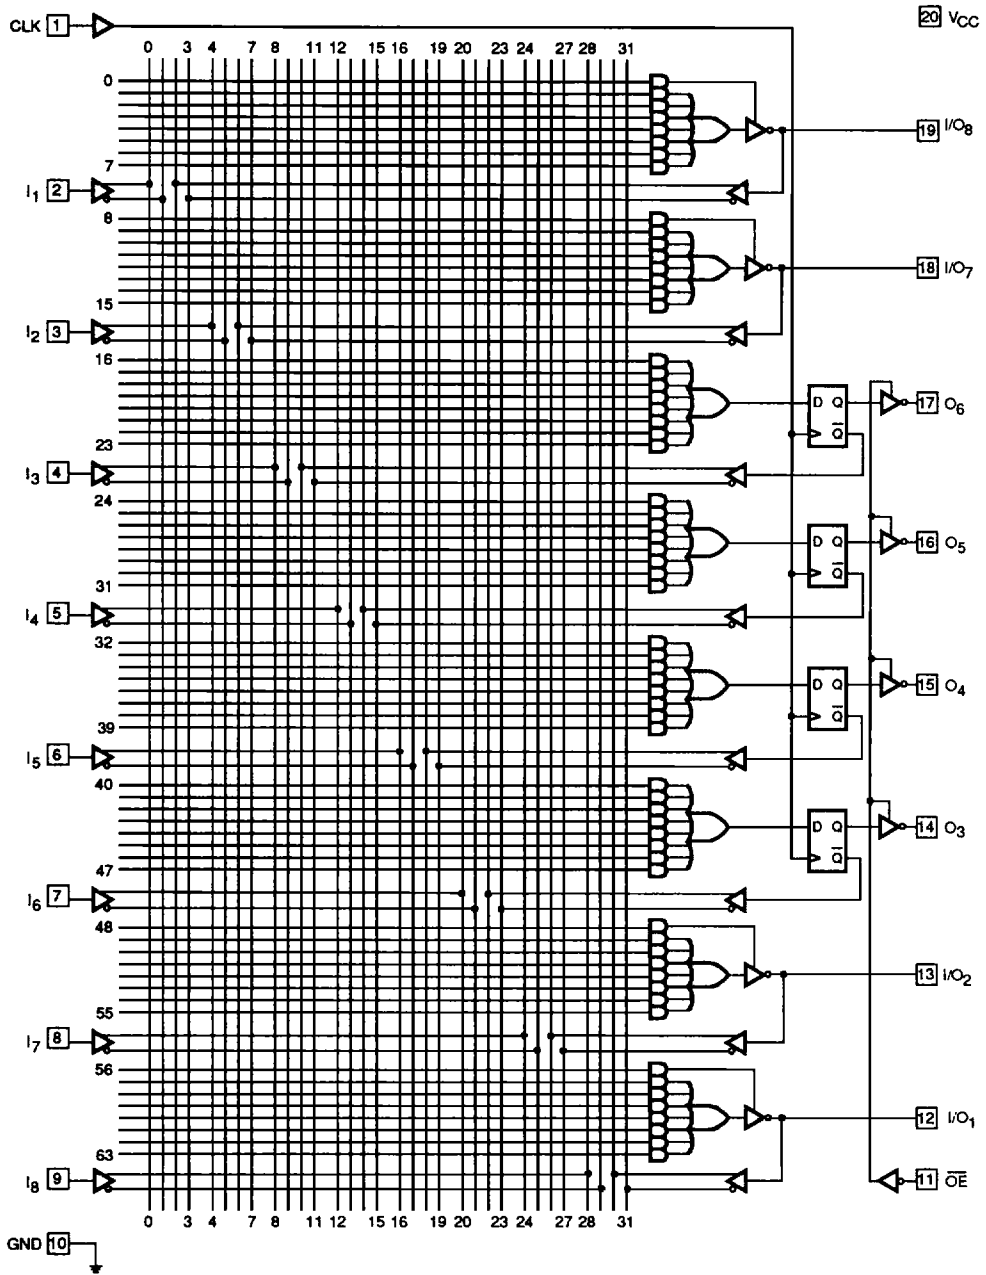 CLK 1
20 VCC
0 3 4 7 8 11 12 15 16 19 20 23 24 27 28 31
0
19 I/O8
7
I1 2
8
18 I/O7
15
I2 3
16
D Q
17 O6
Q
23
I3 4
24
D Q
16 O5
Q
31
I4 5
32
D Q
15 O4
Q
39
I5 6
40
D Q
14 O3
Q
47
I6 7
48
13 I/O2
55
I7 8
56
12 I/O1
63
I8 9
11 OE
0 3 4 7 8 11 12 15 16 19 20 23 24 27 28 31
GND 10